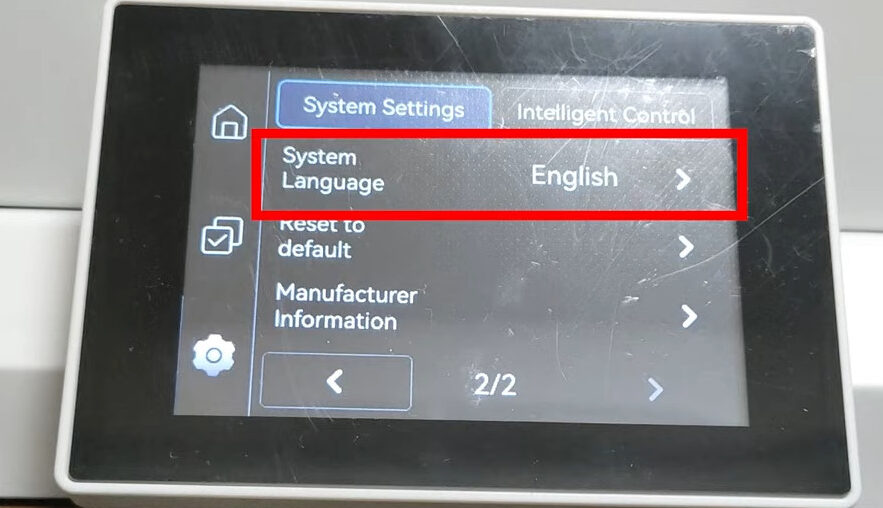 System Settings
Intelligent Control
System
Language
English
Reset to
default
Manufacturer
Information
2/2